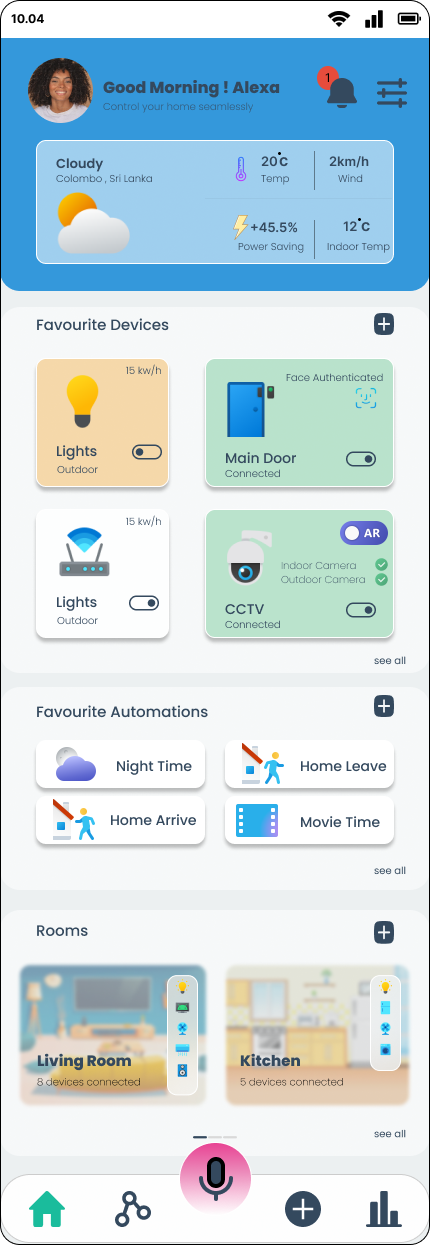 10.04
1
Good Morning ! Alexa
Control your home seamlessly
Cloudy
Colombo , Sri Lanka
20°c
Temp
2km/h
Wind
+45.5%
Power Saving
12°c
Indoor Temp
Favourite Devices
15 kw/h
Lights
Outdoor
Face Authenticated
Main Door
Connected
15 kw/h
Lights
Outdoor
AR
Indoor Camera
Outdoor Camera
CCTV
Connected
see all
Favourite Automations
Night Time
Home Leave
Home Arrive
Movie Time
see all
Rooms
Living Room
8 devices connected
Kitchen
5 devices connected
see all